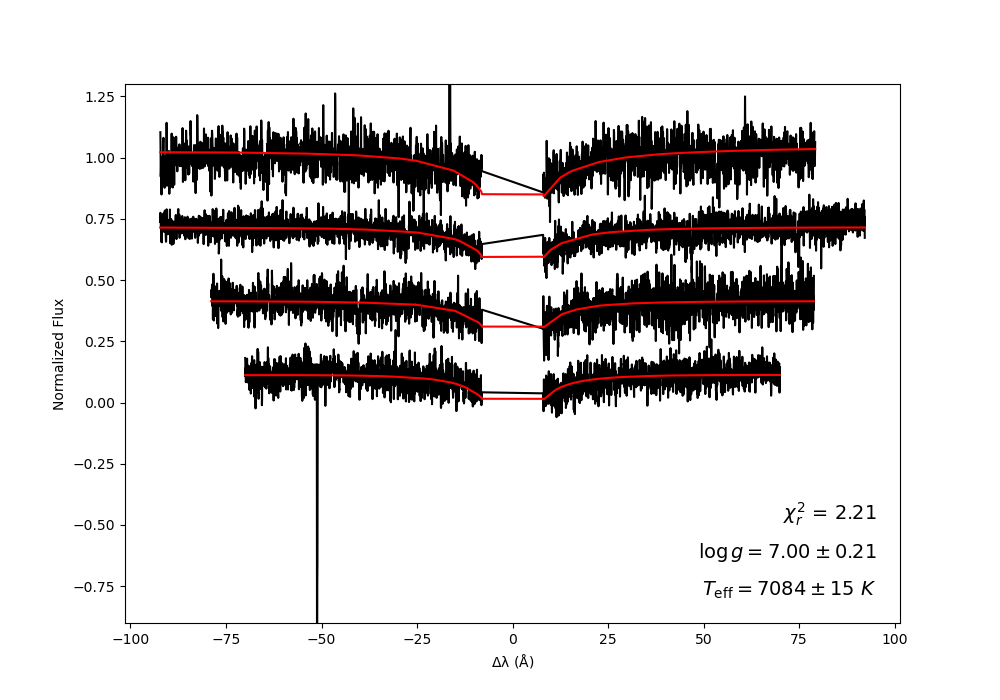 1.25
1.00
0.75
0.50
0.25
0.00
−0.25
−0.50
−0.75
Normalized Flux
χ²ᵣ = 2.21
log g = 7.00 ± 0.21
T_eff = 7084 ± 15 K
−100 −75 −50 −25 0 25 50 75 100
Δλ (Å)